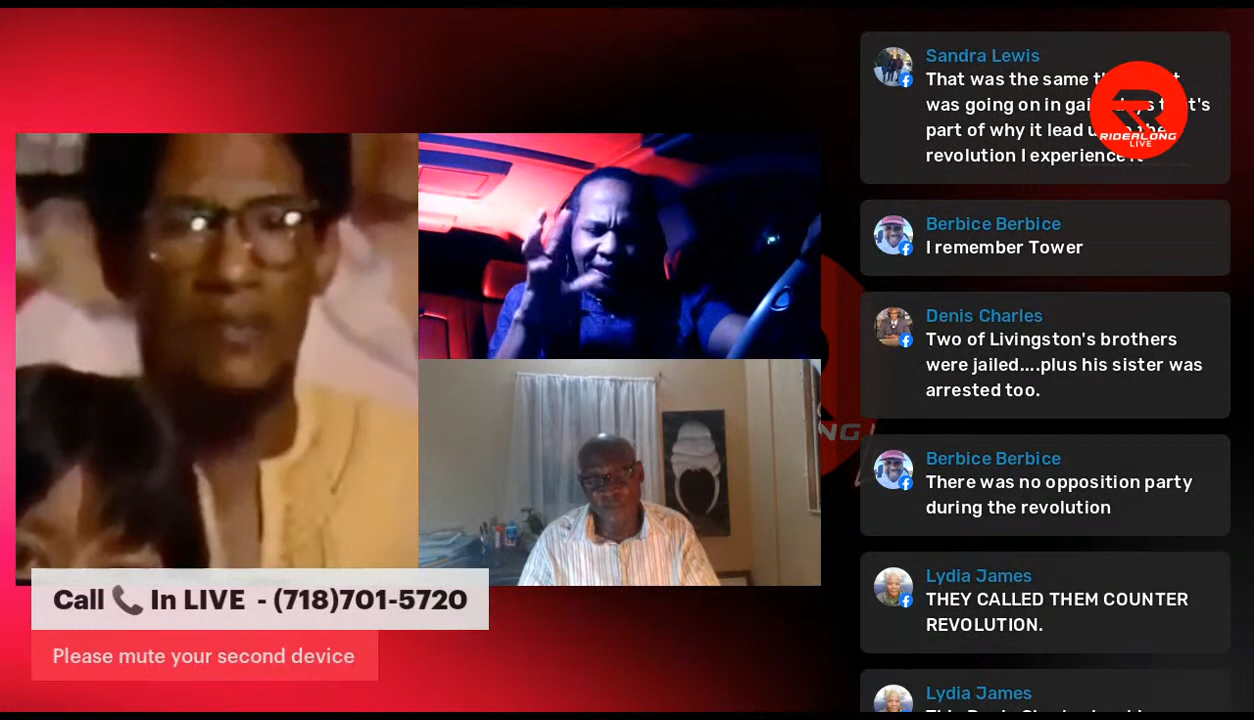 Sandra Lewis
That was the same
was going on in
part of why it lead
revolution I experience
RIDEALONG
LIVE
Berbice Berbice
I remember Tower
Denis Charles
Two of Livingston's brothers
were jailed....plus his sister was
arrested too.
Berbice Berbice
There was no opposition party
during the revolution
Lydia James
THEY CALLED THEM COUNTER
REVOLUTION.
Lydia James
Call In LIVE - (718)701-5720
Please mute your second device